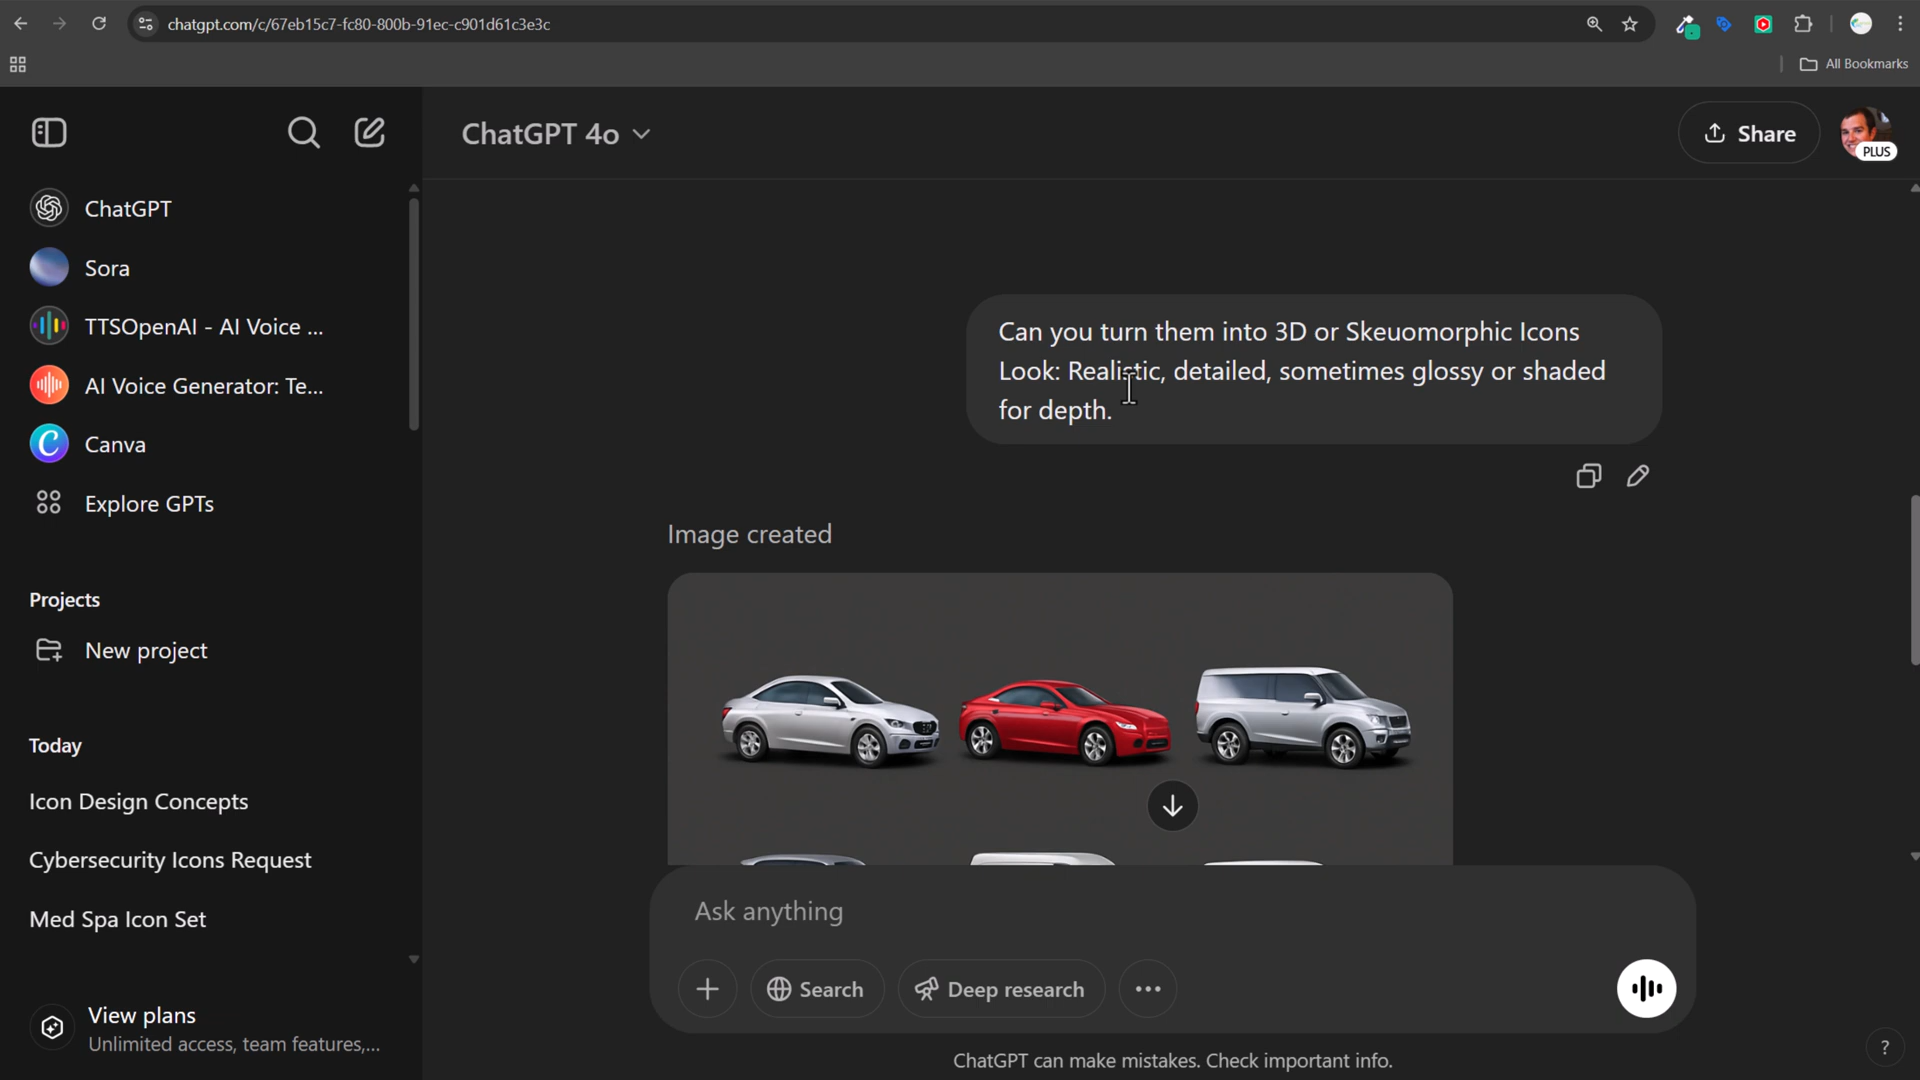 chatgpt.com/c/67eb15c7-fc80-800b-91ec-c901d61c3e3c
All Bookmarks
ChatGPT 4o
Share
PLUS
ChatGPT
Sora
TTSOpenAI - AI Voice ...
AI Voice Generator: Te...
Canva
Explore GPTs
Projects
New project
Today
Icon Design Concepts
Cybersecurity Icons Request
Med Spa Icon Set
View plans
Unlimited access, team features,...
Can you turn them into 3D or Skeuomorphic Icons
Look: Realistic, detailed, sometimes glossy or shaded
for depth.
Image created
Ask anything
Search
Deep research
ChatGPT can make mistakes. Check important info.
?